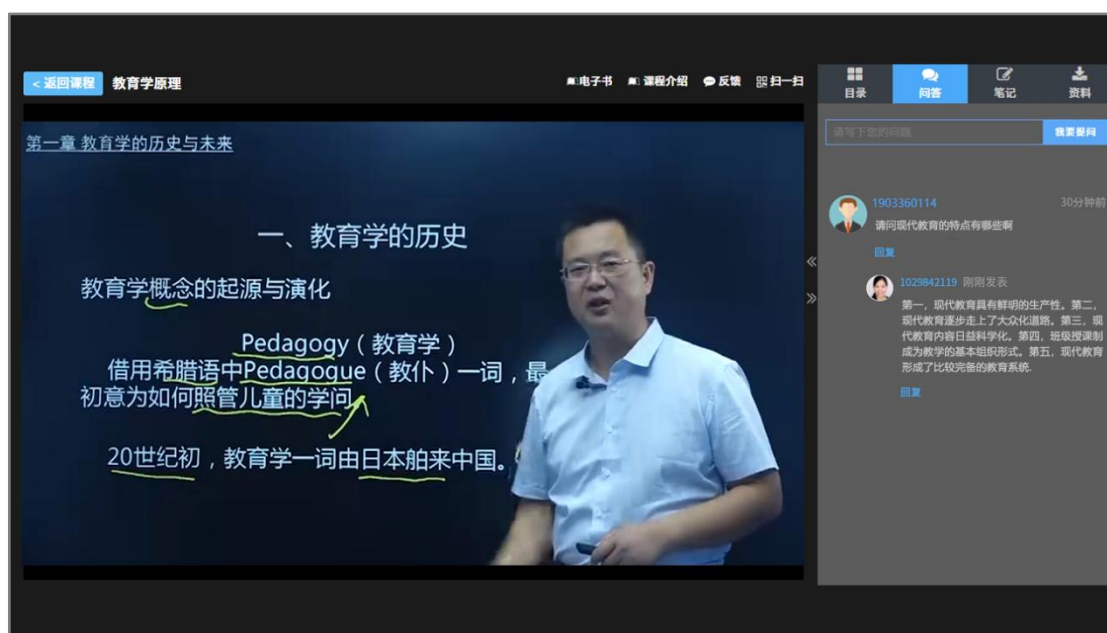 < 返回课程 教育学原理 电子书 课程介绍 反馈 扫一扫
目录 问答 笔记 资料
第一章 教育学的历史与未来
一、教育学的历史
教育学概念的起源与演化
Pedagogy（教育学）
借用希腊语中Pedagogue（教仆）一词，最
初意为如何照管儿童的学问
20世纪初，教育学一词由日本舶来中国。
请写下您的问题 我要提问
1903360114 30分钟前
请问现代教育的特点有哪些啊
回复
1029842119 刚刚发表
第一，现代教育具有鲜明的生产性。第二，
现代教育逐步走上了大众化道路。第三，现
代教育内容日益科学化。第四，班级授课制
成为教学的基本组织形式。第五，现代教育
形成了比较完备的教育系统.
回复